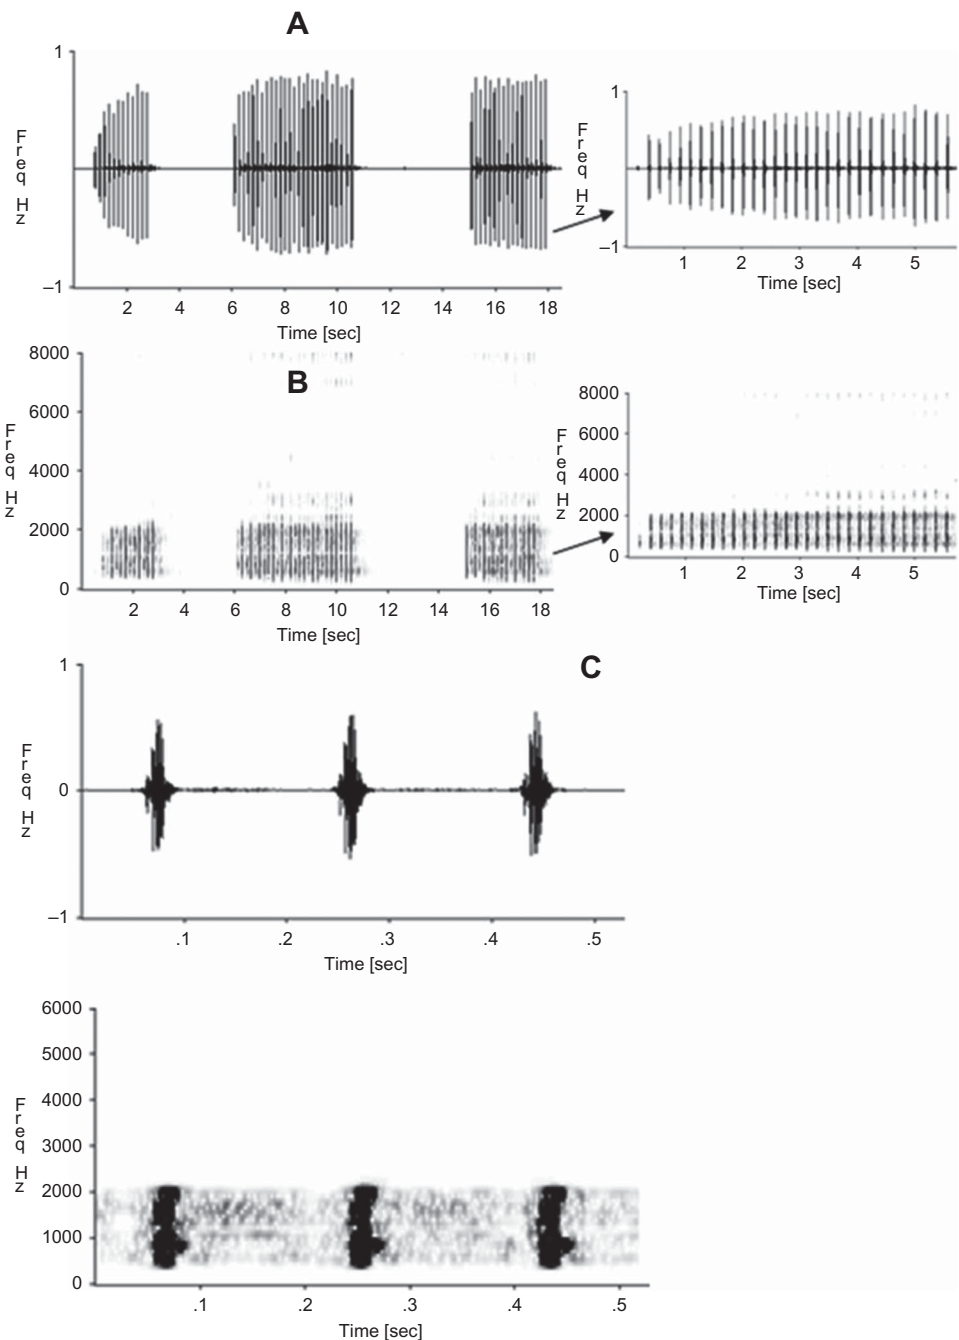 A
1
–1
Freq Hz
2 4 6 8 10 12 14 16 18
Time [sec]
1
–1
Freq Hz
1 2 3 4 5
Time [sec]
B
8000
6000
4000
2000
0
Freq Hz
2 4 6 8 10 12 14 16 18
Time [sec]
8000
6000
4000
2000
0
Freq Hz
1 2 3 4 5
Time [sec]
C
1
0
–1
Freq Hz
.1 .2 .3 .4 .5
Time [sec]
6000
5000
4000
3000
2000
1000
0
Freq Hz
.1 .2 .3 .4 .5
Time [sec]